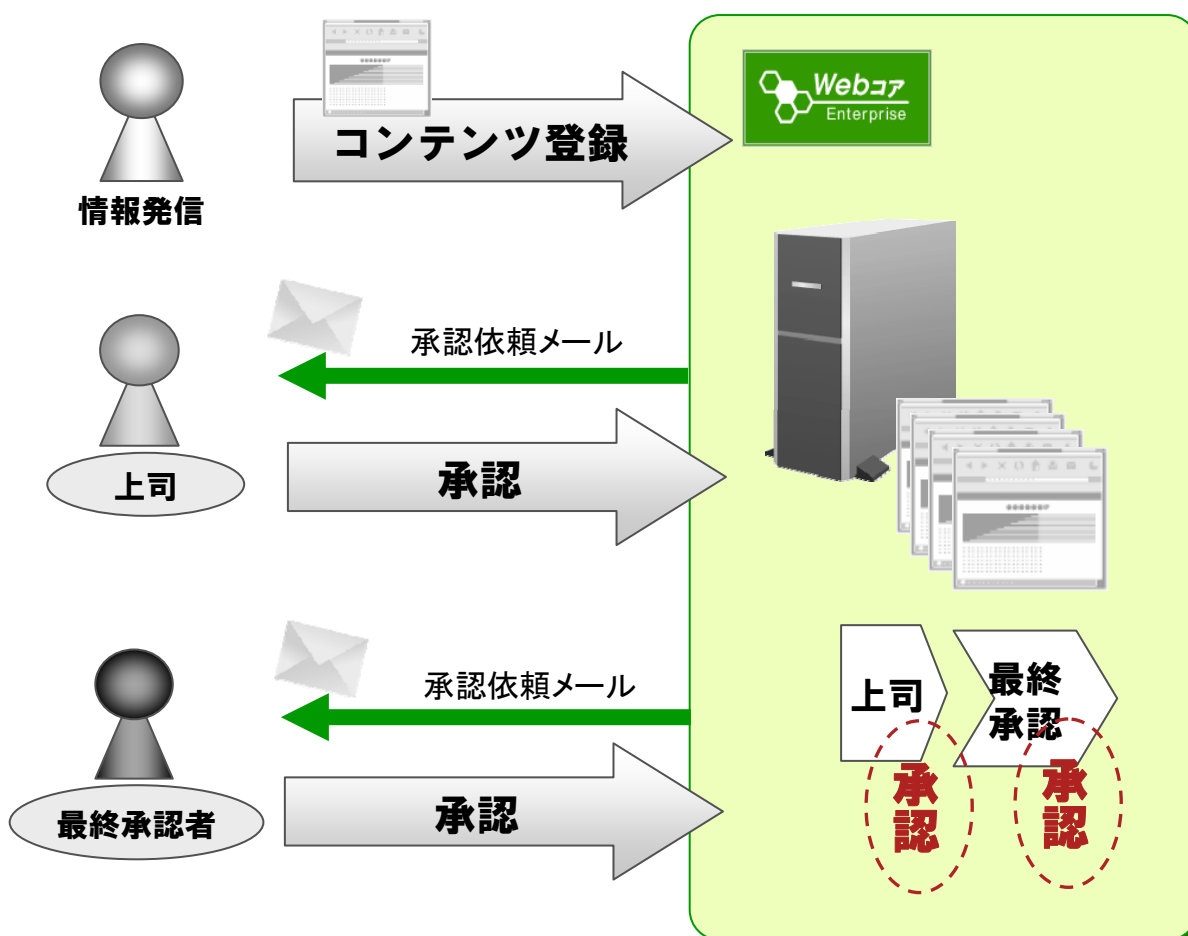 コンテンツ登録
Webコア
Enterprise
情報発信
承認依頼メール
上司
承認
承認依頼メール
最終承認者
承認
上司
最終
承認
承認
承認